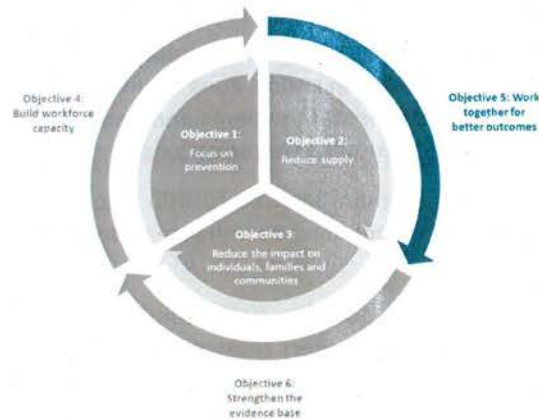 Objective 4:
Build workforce
capacity
Objective 1:
Focus on
prevention
Objective 2:
Reduce supply
Objective 5: Work
together for
better outcomes
Objective 3:
Reduce the impact on
individuals, families and
communities
Objective 6:
Strengthen the
evidence base